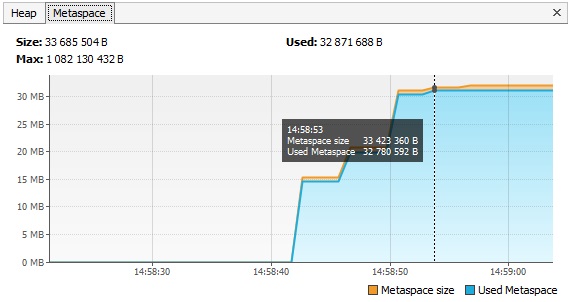 Heap Metaspace
Size: 33 685 504 B Used: 32 871 688 B
Max: 1 082 130 432 B
30 MB
25 MB
20 MB
15 MB
10 MB
5 MB
0 MB
14:58:53
Metaspace size 33 423 360 B
Used Metaspace 32 780 592 B
14:58:30 14:58:40 14:58:50 14:59:00
Metaspace size Used Metaspace